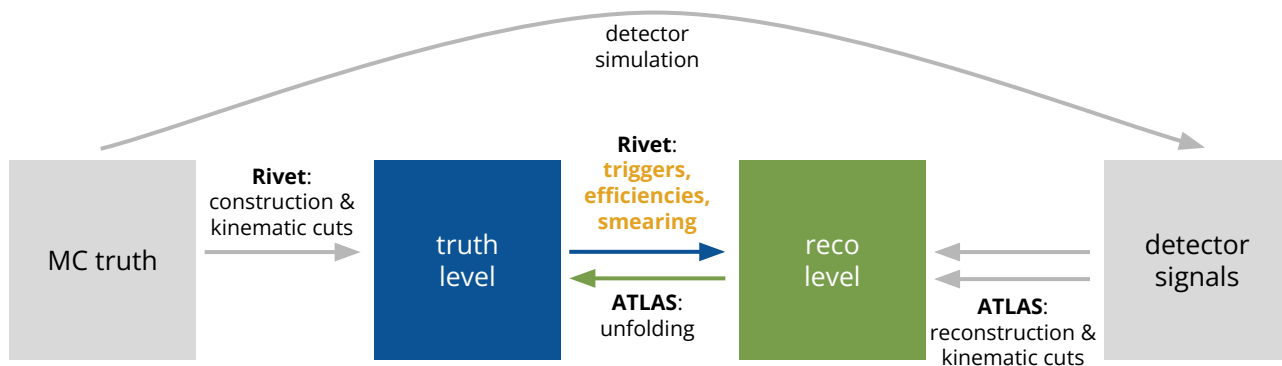 detector
simulation
MC truth
Rivet:
construction &
kinematic cuts
truth
level
Rivet:
triggers,
efficiencies,
smearing
ATLAS:
unfolding
reco
level
ATLAS:
reconstruction &
kinematic cuts
detector
signals